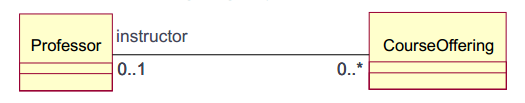 instructor
Professor
CourseOffering
0..1
0..*